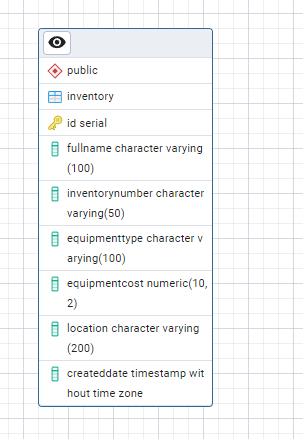 public
inventory
id serial
fullname character varying
(100)
inventorynumber character
varying(50)
equipmenttype character v
arying(100)
equipmentcost numeric(10,
2)
location character varying
(200)
createddate timestamp wit
hout time zone